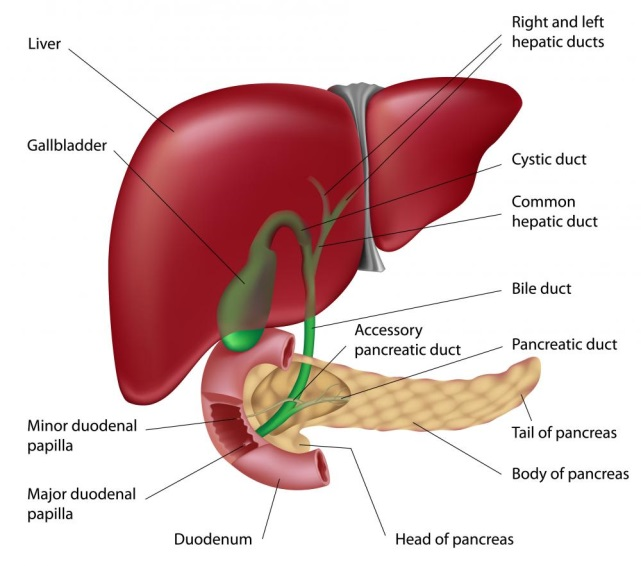 Right and left
hepatic ducts
Liver
Gallbladder
Cystic duct
Common
hepatic duct
Bile duct
Accessory
pancreatic duct
Pancreatic duct
Minor duodenal
papilla
Tail of pancreas
Body of pancreas
Major duodenal
papilla
Duodenum
Head of pancreas